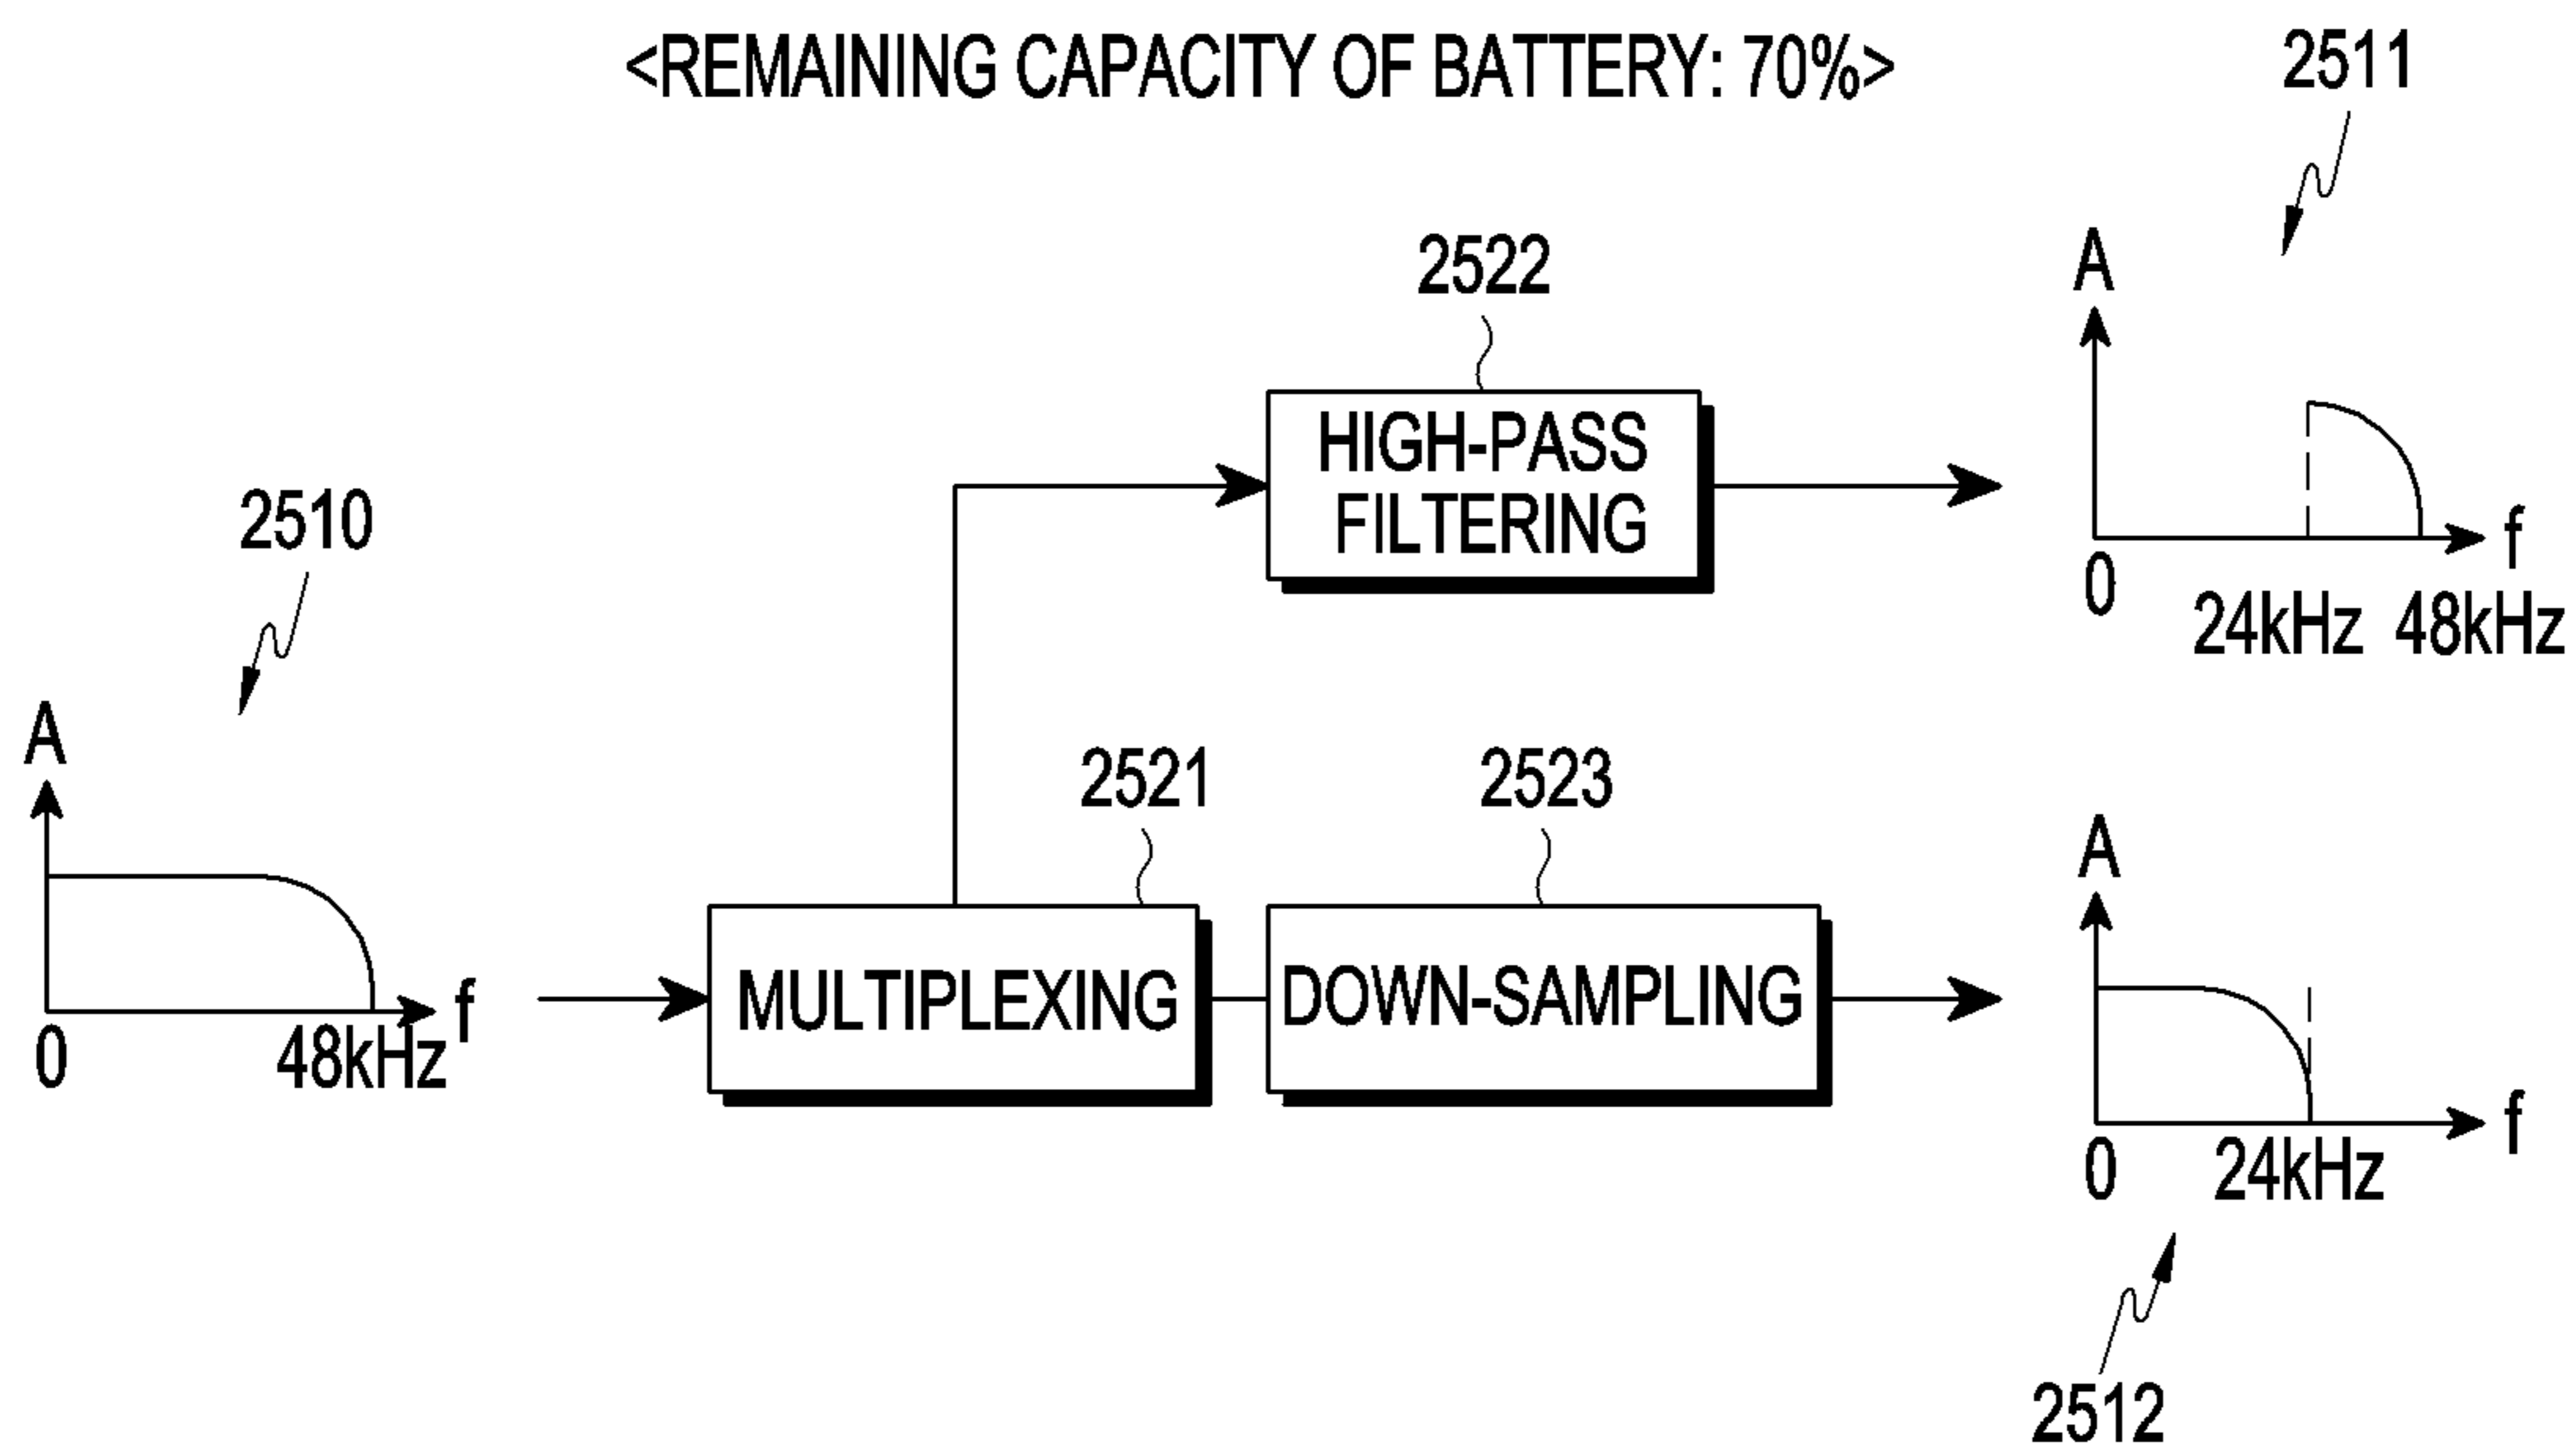 <REMAINING CAPACITY OF BATTERY: 70%>
2511
2522
A
HIGH-PASS
FILTERING
f
0
24kHz 48kHz
2510
A
f
0
48kHz
2521
2523
MULTIPLEXING
DOWN-SAMPLING
A
f
0
24kHz
2512